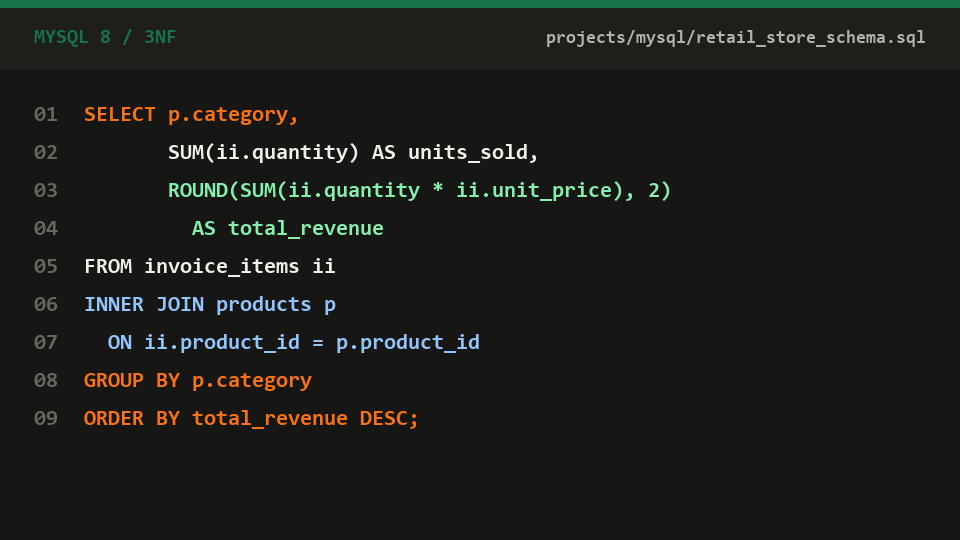 MYSQL 8 / 3NF
projects/mysql/retail_store_schema.sql
01 SELECT p.category,
02 SUM(ii.quantity) AS units_sold,
03 ROUND(SUM(ii.quantity * ii.unit_price), 2)
04 AS total_revenue
05 FROM invoice_items ii
06 INNER JOIN products p
07 ON ii.product_id = p.product_id
08 GROUP BY p.category
09 ORDER BY total_revenue DESC;